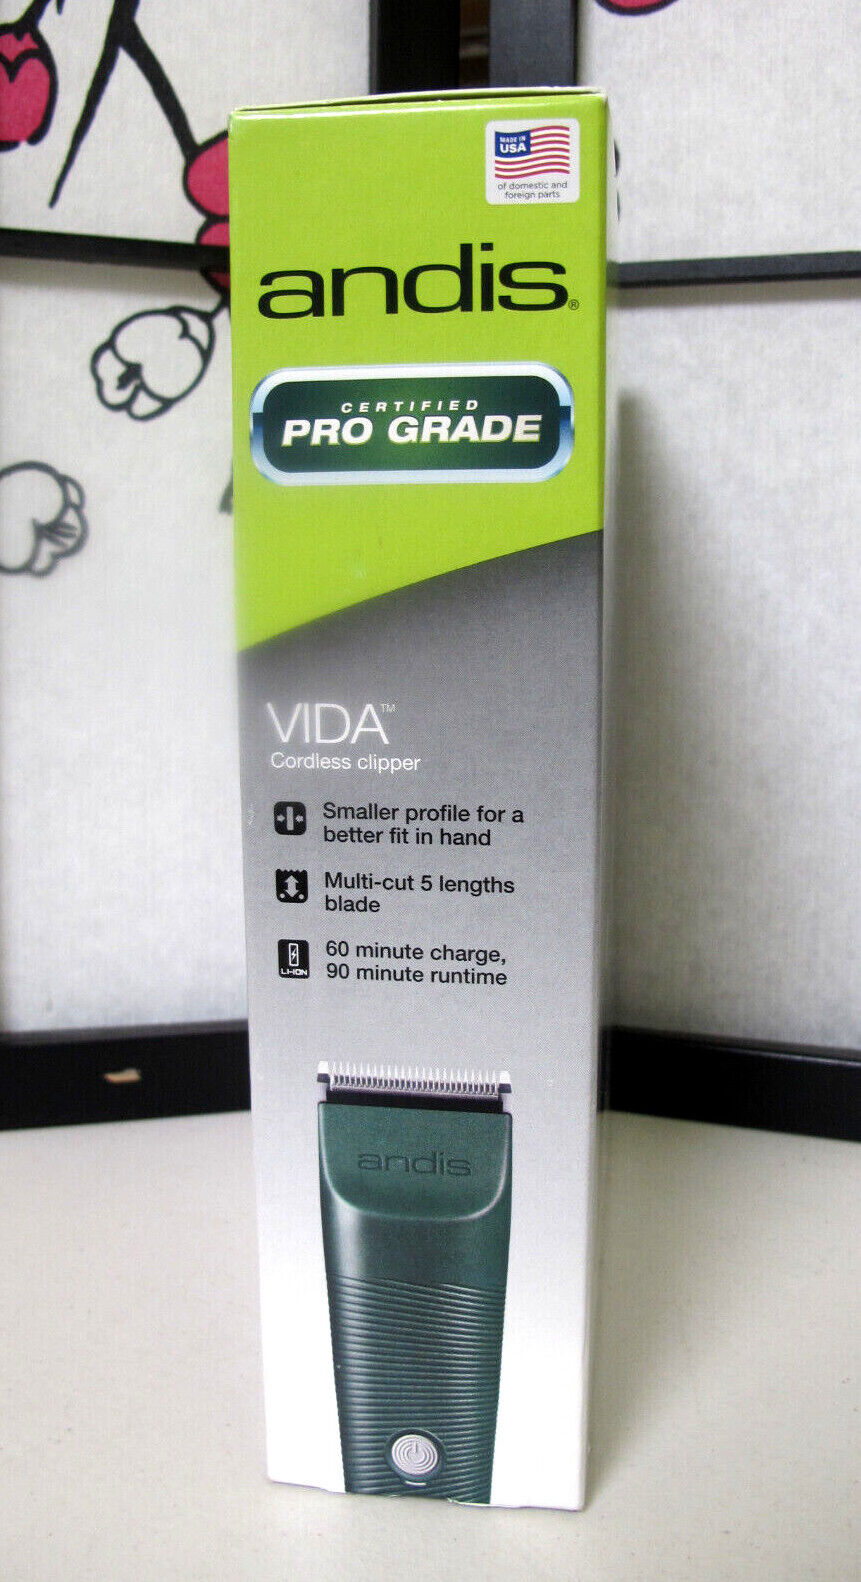 MADE IN
USA
of domestic and
foreign parts
andis®
CERTIFIED
PRO GRADE
VIDA™
Cordless clipper
Smaller profile for a
better fit in hand
Multi-cut 5 lengths
blade
LI-ION
60 minute charge,
90 minute runtime
andis